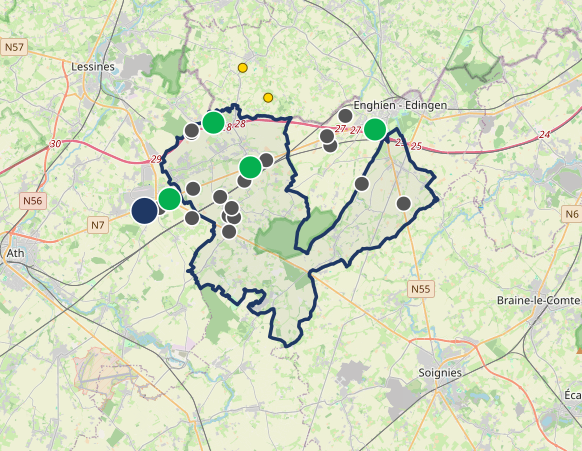 N57
Lessines
Enghien - Edingen
28
27
27
24
30
25
29
N56
N7
N6
Ath
N55
Braine-le-Comte
Soignies
Éca